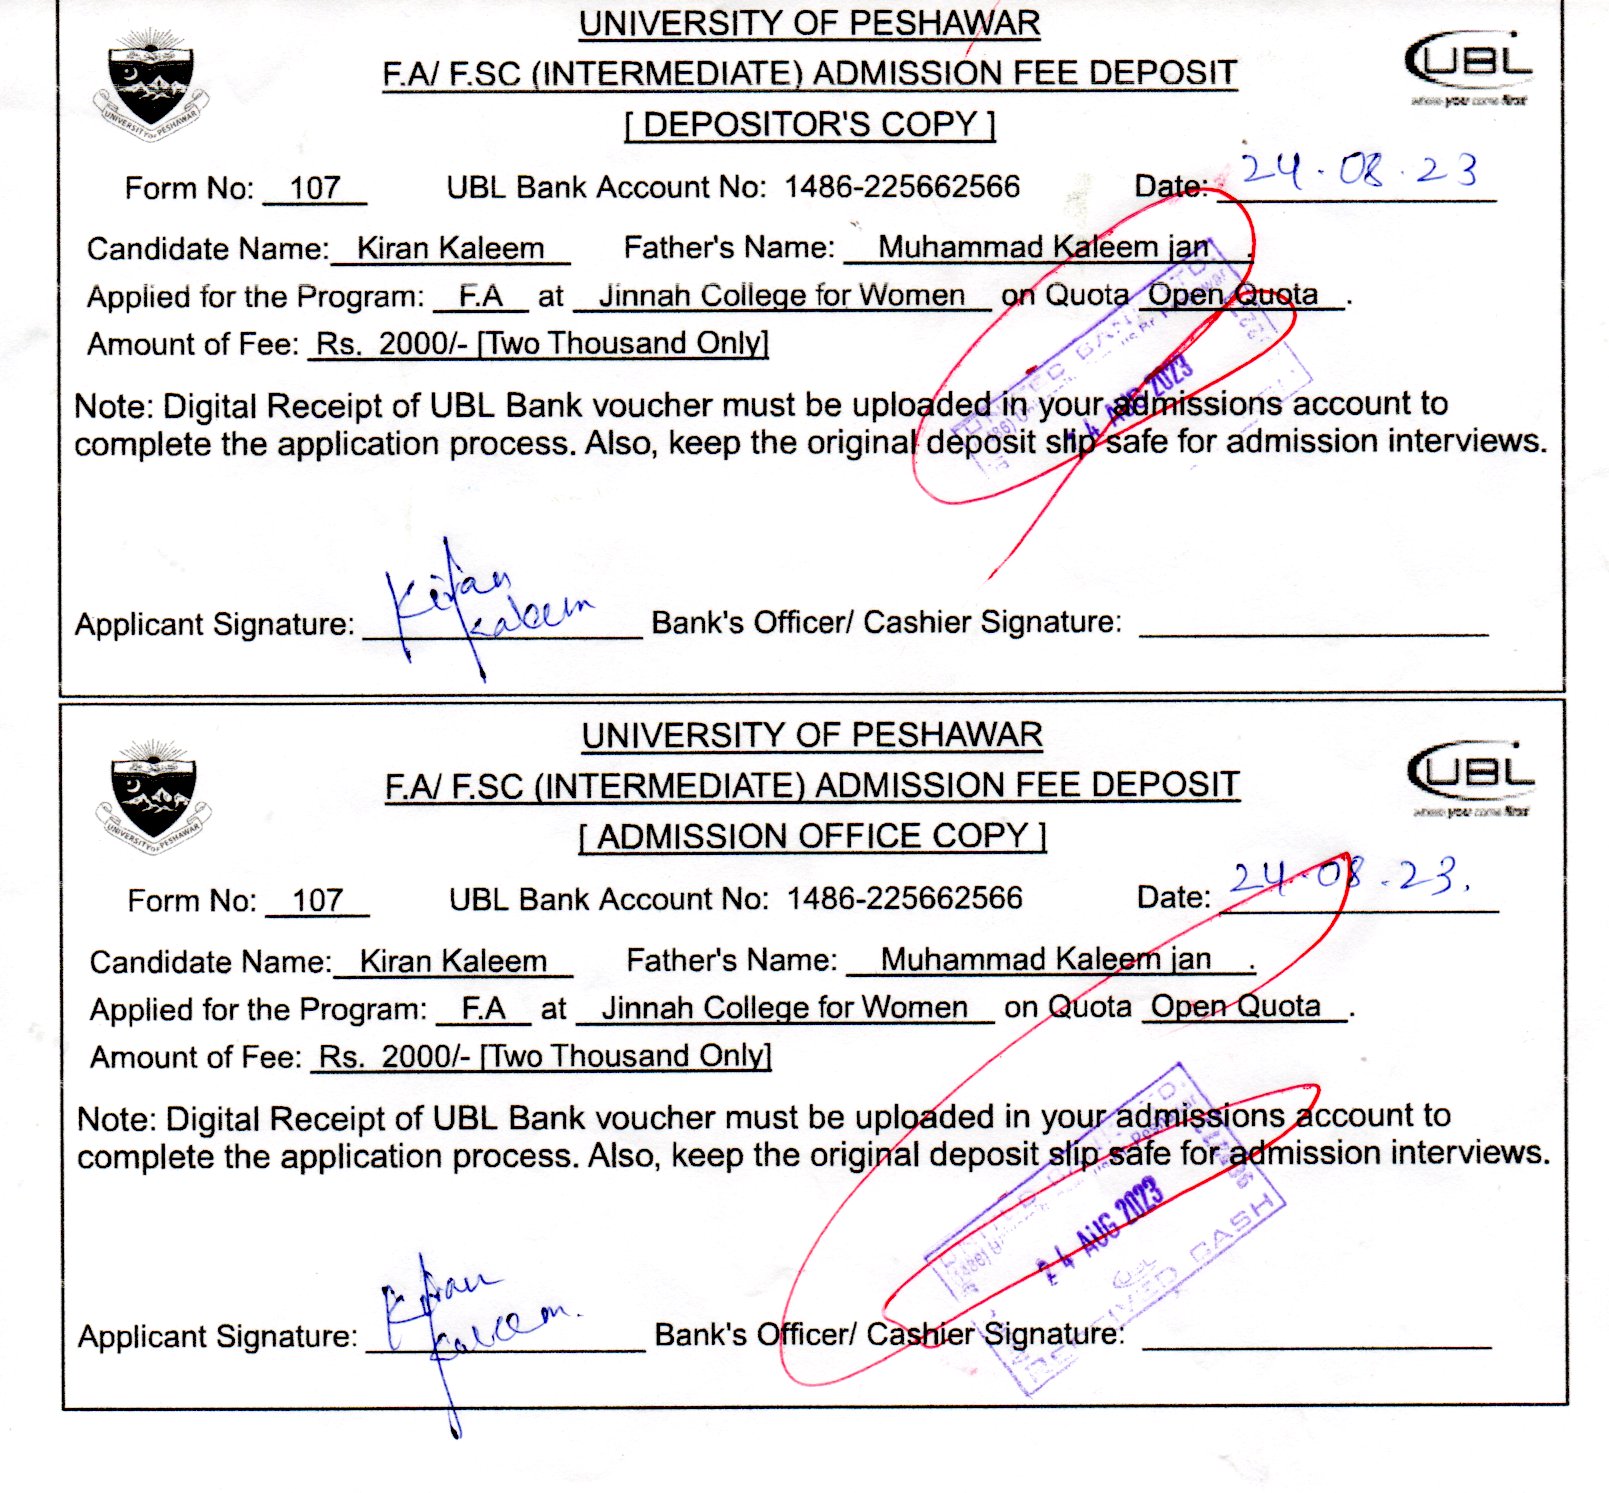 UNIVERSITY OF PESHAWAR
F.A/ F.SC (INTERMEDIATE) ADMISSION FEE DEPOSIT
[ DEPOSITOR'S COPY ]
UNIVERSITY OF PESHAWAR
UBL
where you come first
Form No: 107 UBL Bank Account No: 1486-225662566 Date: 24.08.23
Candidate Name: Kiran Kaleem Father's Name: Muhammad Kaleem jan .
Applied for the Program: F.A at Jinnah College for Women on Quota Open Quota .
Amount of Fee: Rs. 2000/- [Two Thousand Only]
Note: Digital Receipt of UBL Bank voucher must be uploaded in your admissions account to
complete the application process. Also, keep the original deposit slip safe for admission interviews.
UNITED BANK LTD.
4 AUG 2023
Applicant Signature: Kiran Kaleem Bank's Officer/ Cashier Signature:
UNIVERSITY OF PESHAWAR
F.A/ F.SC (INTERMEDIATE) ADMISSION FEE DEPOSIT
[ ADMISSION OFFICE COPY ]
UNIVERSITY OF PESHAWAR
UBL
where you come first
Form No: 107 UBL Bank Account No: 1486-225662566 Date: 24.08.23.
Candidate Name: Kiran Kaleem Father's Name: Muhammad Kaleem jan .
Applied for the Program: F.A at Jinnah College for Women on Quota Open Quota .
Amount of Fee: Rs. 2000/- [Two Thousand Only]
Note: Digital Receipt of UBL Bank voucher must be uploaded in your admissions account to
complete the application process. Also, keep the original deposit slip safe for admission interviews.
24 AUG 2023
UBL
RECEIVED CASH
Applicant Signature: Kiran Kaleem. Bank's Officer/ Cashier Signature: